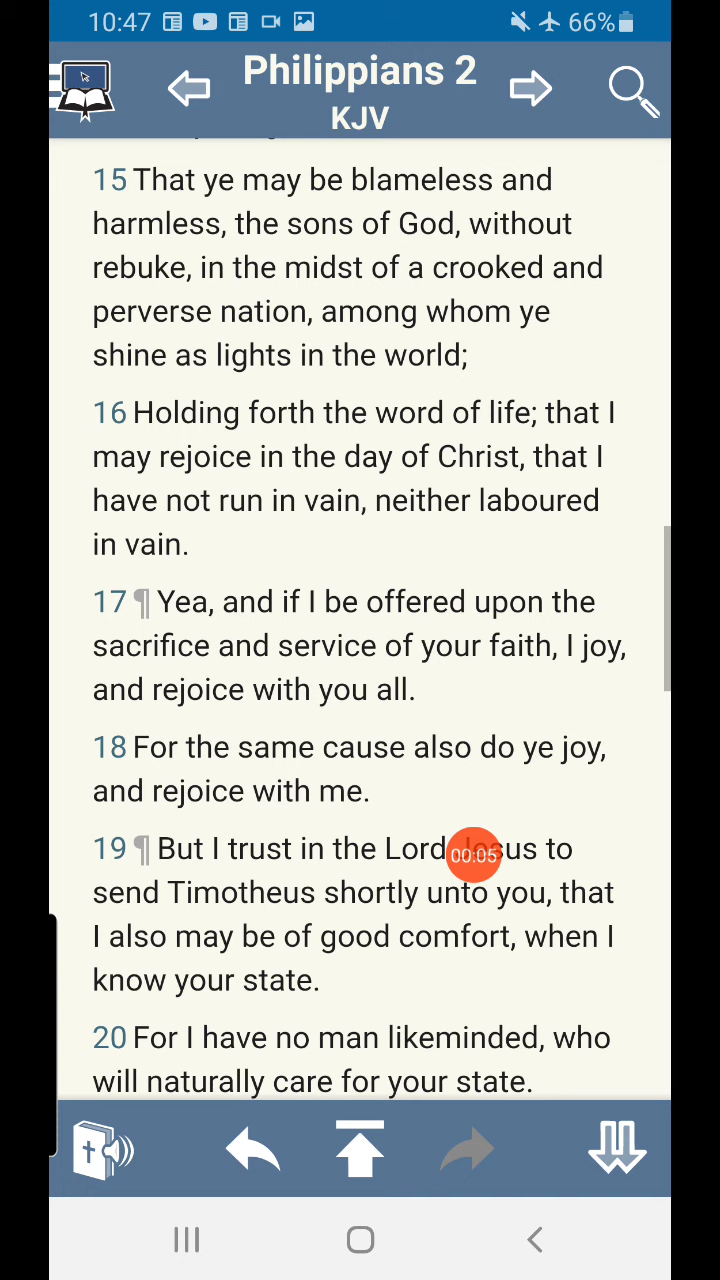 10:47 66%
Philippians 2
KJV
15 That ye may be blameless and
harmless, the sons of God, without
rebuke, in the midst of a crooked and
perverse nation, among whom ye
shine as lights in the world;
16 Holding forth the word of life; that I
may rejoice in the day of Christ, that I
have not run in vain, neither laboured
in vain.
17 ¶ Yea, and if I be offered upon the
sacrifice and service of your faith, I joy,
and rejoice with you all.
18 For the same cause also do ye joy,
and rejoice with me.
19 ¶ But I trust in the Lord Jesus to
00:05
send Timotheus shortly unto you, that
I also may be of good comfort, when I
know your state.
20 For I have no man likeminded, who
will naturally care for your state.